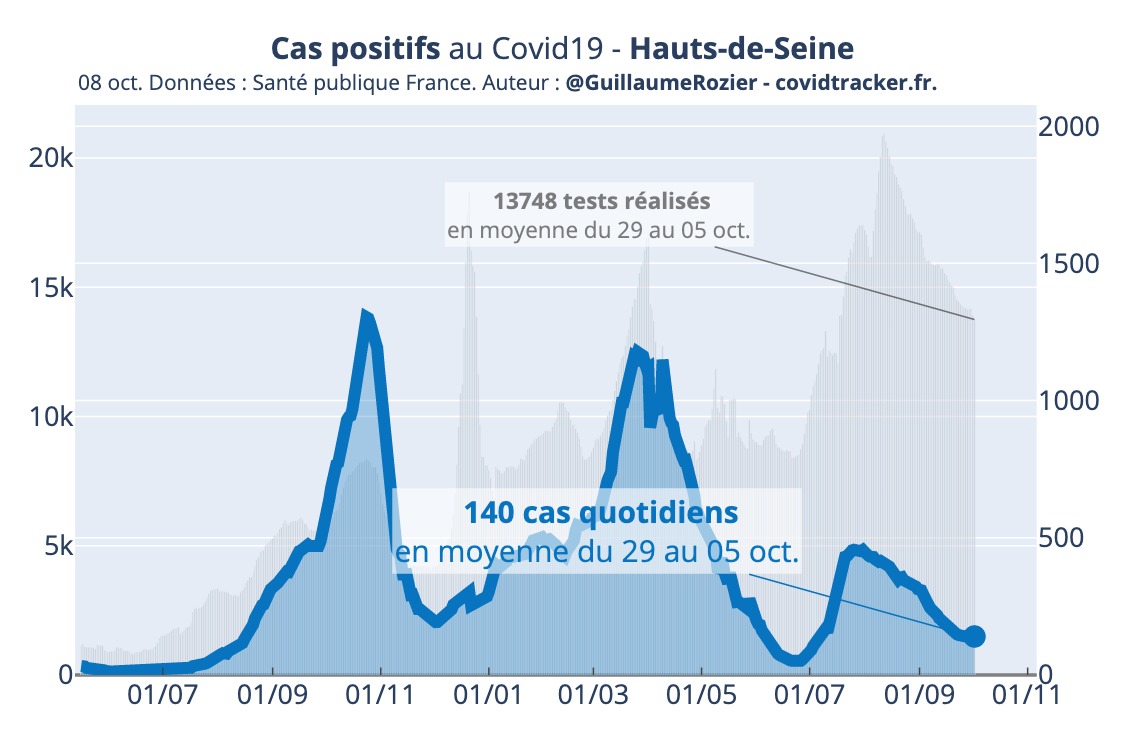 Cas positifs au Covid19 - Hauts-de-Seine
08 oct. Données : Santé publique France. Auteur : @GuillaumeRozier - covidtracker.fr.
2000
20k
13748 tests réalisés
en moyenne du 29 au 05 oct.
1500
15k
1000
10k
140 cas quotidiens
en moyenne du 29 au 05 oct.
500
5k
0
0
01/07 01/09 01/11 01/01 01/03 01/05 01/07 01/09 01/11